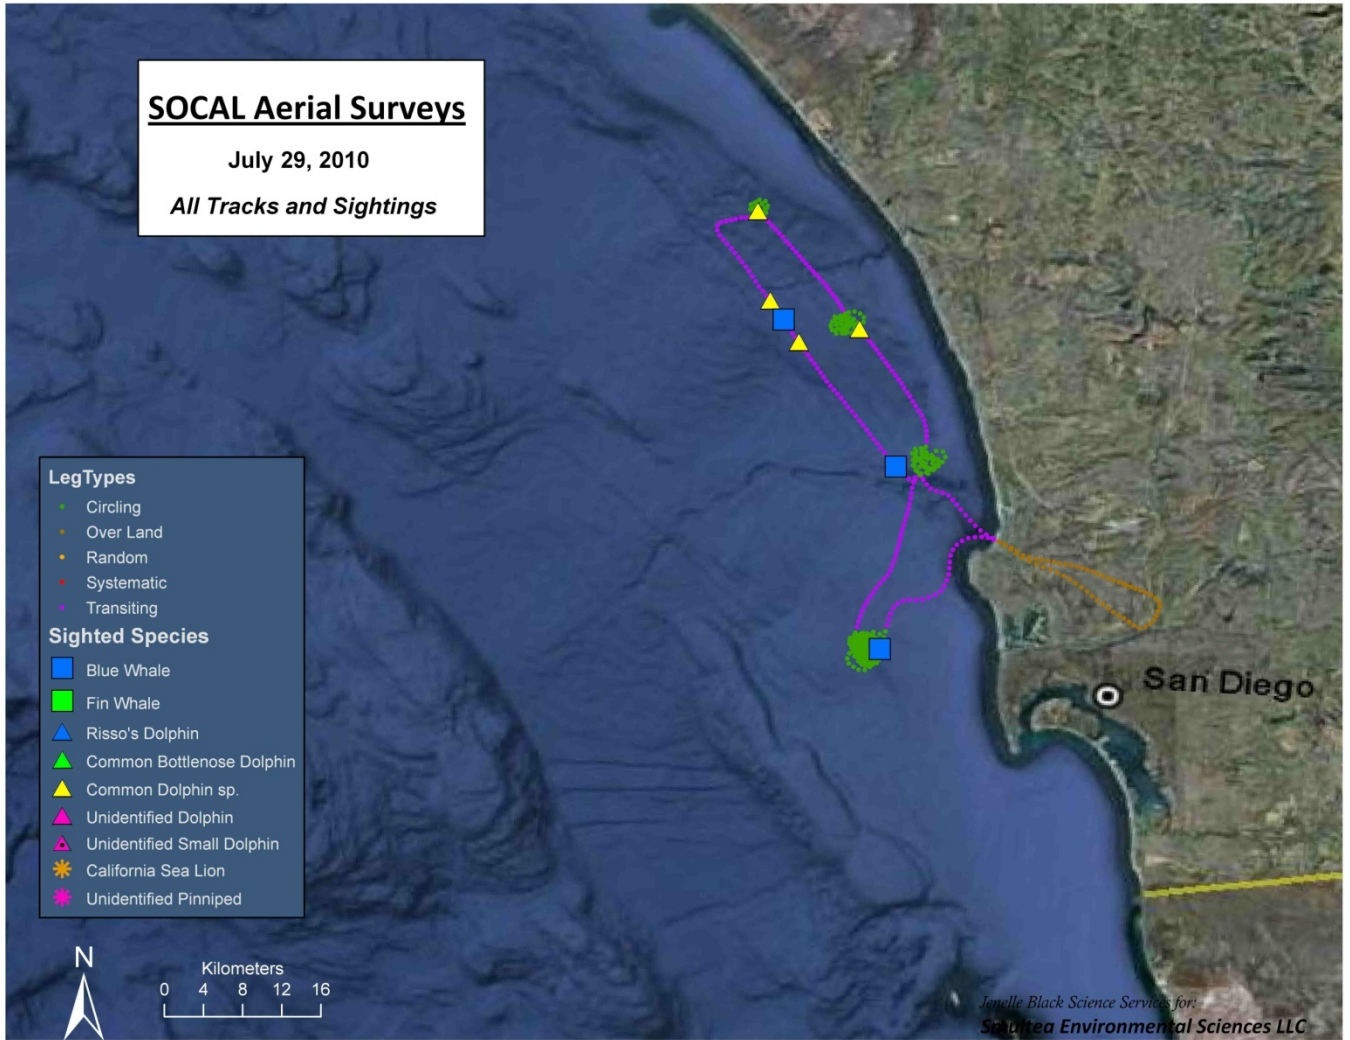 SOCAL Aerial Surveys
July 29, 2010
All Tracks and Sightings
LegTypes
Circling
Over Land
Random
Systematic
Transiting
Sighted Species
Blue Whale
Fin Whale
Risso's Dolphin
Common Bottlenose Dolphin
Common Dolphin sp.
Unidentified Dolphin
Unidentified Small Dolphin
California Sea Lion
Unidentified Pinniped
San Diego
N
Kilometers
0 4 8 12 16
Jenelle Black Science Services for:
Smultea Environmental Sciences LLC